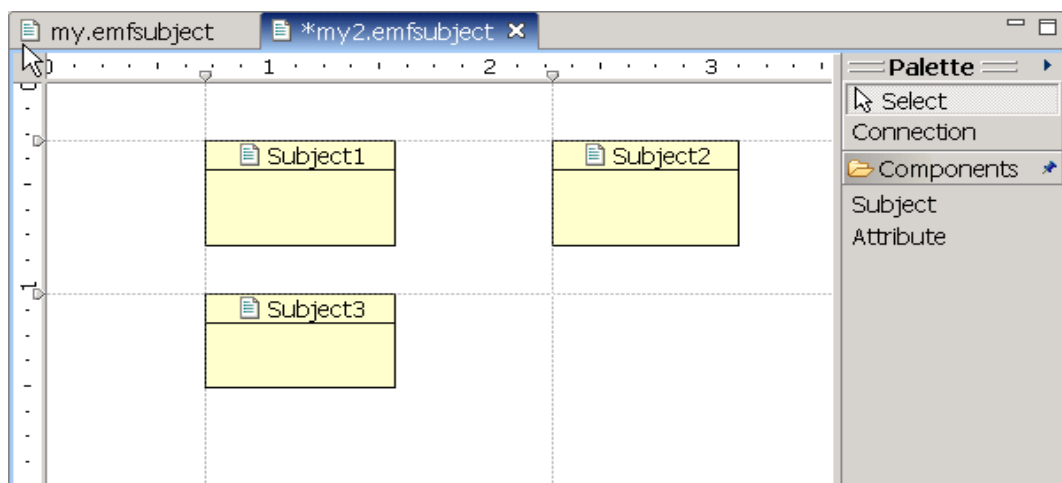 my.emfsubject *my2.emfsubject
0 1 2 3
Palette
Select
Connection
Components
Subject
Attribute
Subject1 Subject2
1
Subject3